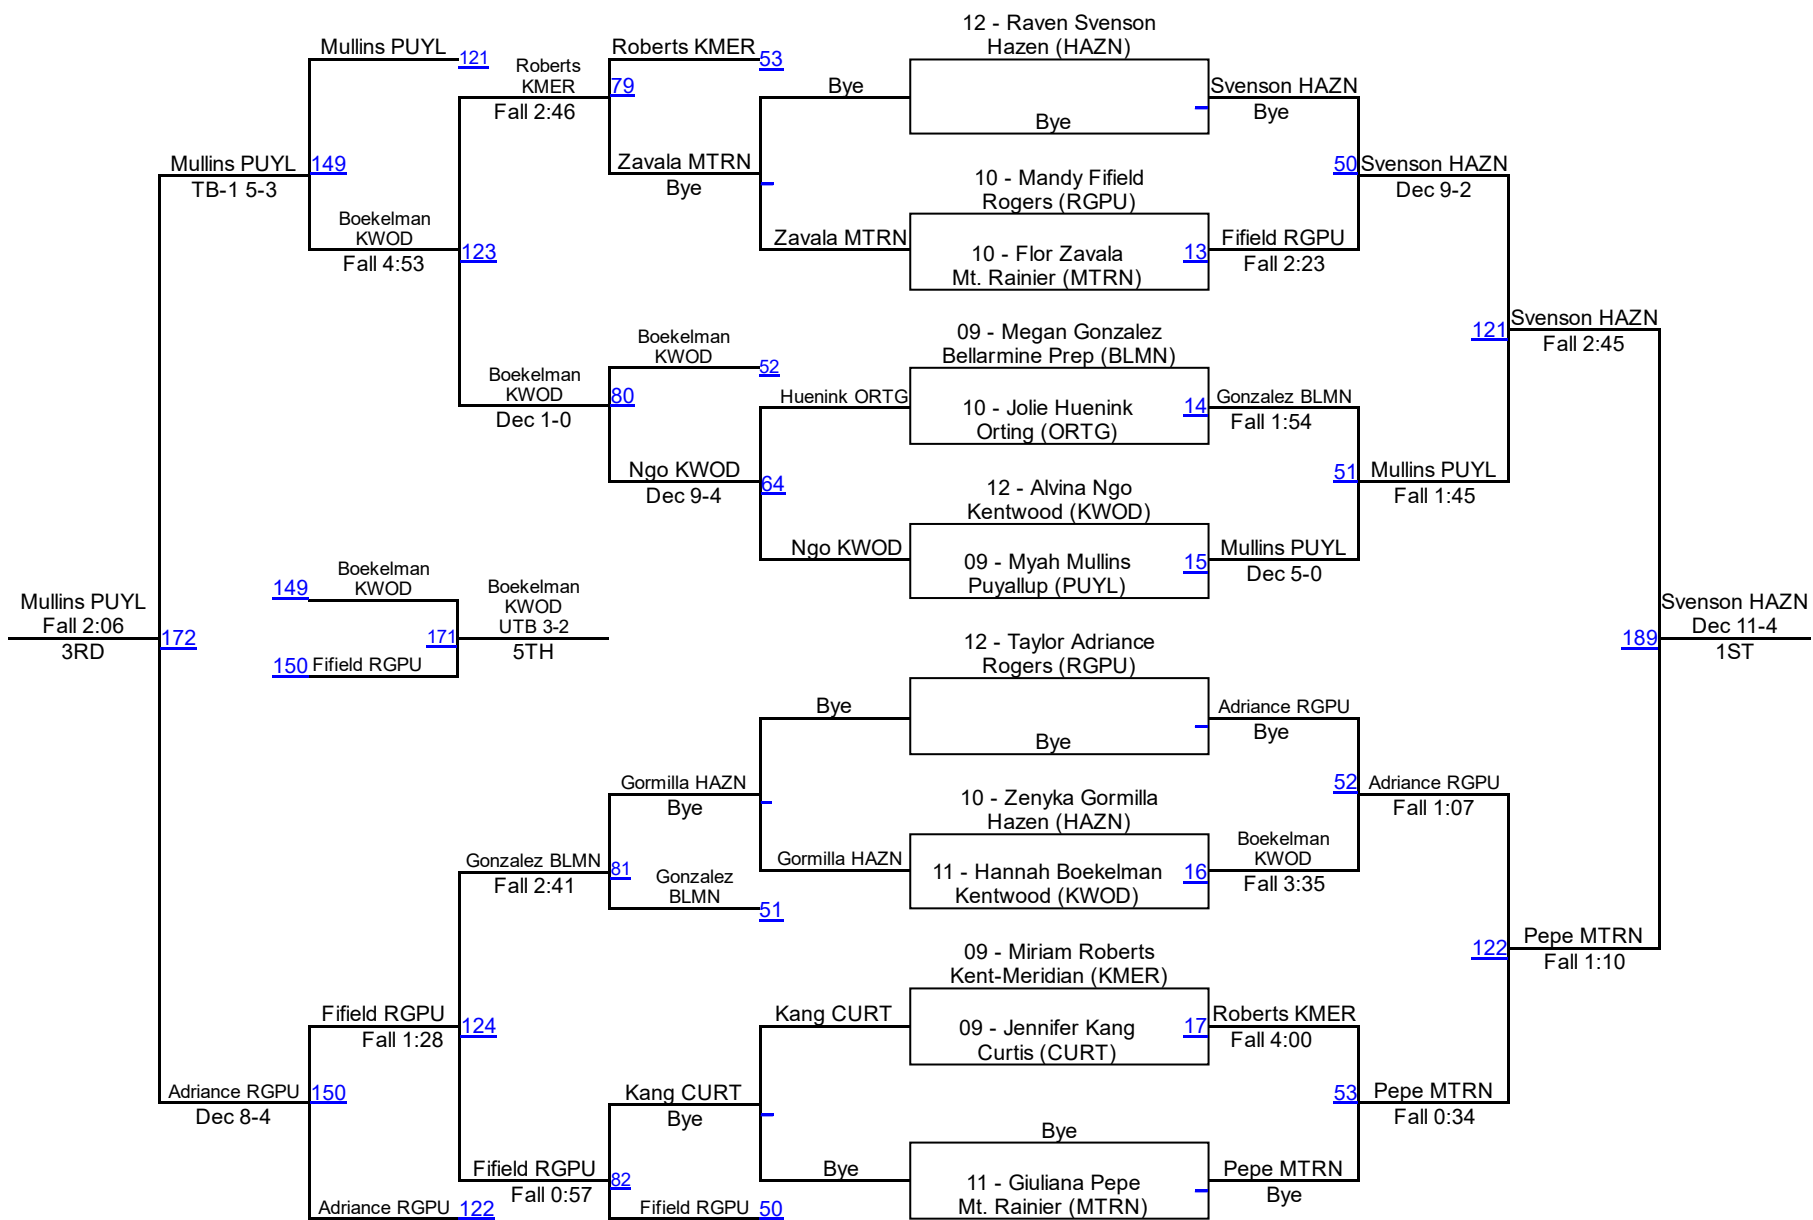 12 - Raven Svenson
Hazen (HAZN)
Mullins PUYL
121
Roberts
KMER
Fall 2:46
Roberts KMER
53
79
Bye
Bye
Svenson HAZN
Bye
Zavala MTRN
Bye
10 - Mandy Fifield
Rogers (RGPU)
50
Svenson HAZN
Dec 9-2
Mullins PUYL
149
TB-1 5-3
Boekelman
KWOD
Fall 4:53
123
Zavala MTRN
10 - Flor Zavala
Mt. Rainier (MTRN)
13
Fifield RGPU
Fall 2:23
09 - Megan Gonzalez
Bellarmine Prep (BLMN)
121
Svenson HAZN
Fall 2:45
Boekelman
KWOD
52
Boekelman
KWOD
80
Dec 1-0
Huenink ORTG
10 - Jolie Huenink
Orting (ORTG)
14
Gonzalez BLMN
Fall 1:54
Ngo KWOD
64
Dec 9-4
12 - Alvina Ngo
Kentwood (KWOD)
51
Mullins PUYL
Fall 1:45
Ngo KWOD
09 - Myah Mullins
Puyallup (PUYL)
15
Mullins PUYL
Dec 5-0
149
Boekelman
KWOD
Boekelman
KWOD
UTB 3-2
171
5TH
150
Fifield RGPU
Mullins PUYL
Fall 2:06
172
3RD
12 - Taylor Adriance
Rogers (RGPU)
Svenson HAZN
Dec 11-4
189
1ST
Bye
Bye
Adriance RGPU
Bye
Gormilla HAZN
Bye
10 - Zenyka Gormilla
Hazen (HAZN)
52
Adriance RGPU
Fall 1:07
Gonzalez BLMN
81
Fall 2:41
Gormilla HAZN
11 - Hannah Boekelman
Kentwood (KWOD)
16
Boekelman
KWOD
Fall 3:35
Gonzalez
BLMN
51
09 - Miriam Roberts
Kent-Meridian (KMER)
122
Pepe MTRN
Fall 1:10
Fifield RGPU
124
Fall 1:28
Kang CURT
09 - Jennifer Kang
Curtis (CURT)
17
Roberts KMER
Fall 4:00
Adriance RGPU
150
Dec 8-4
Kang CURT
Bye
53
Pepe MTRN
Fall 0:34
Bye
Fifield RGPU
82
Fall 0:57
Bye
11 - Giuliana Pepe
Mt. Rainier (MTRN)
Pepe MTRN
Bye
Adriance RGPU
122
Fifield RGPU
50